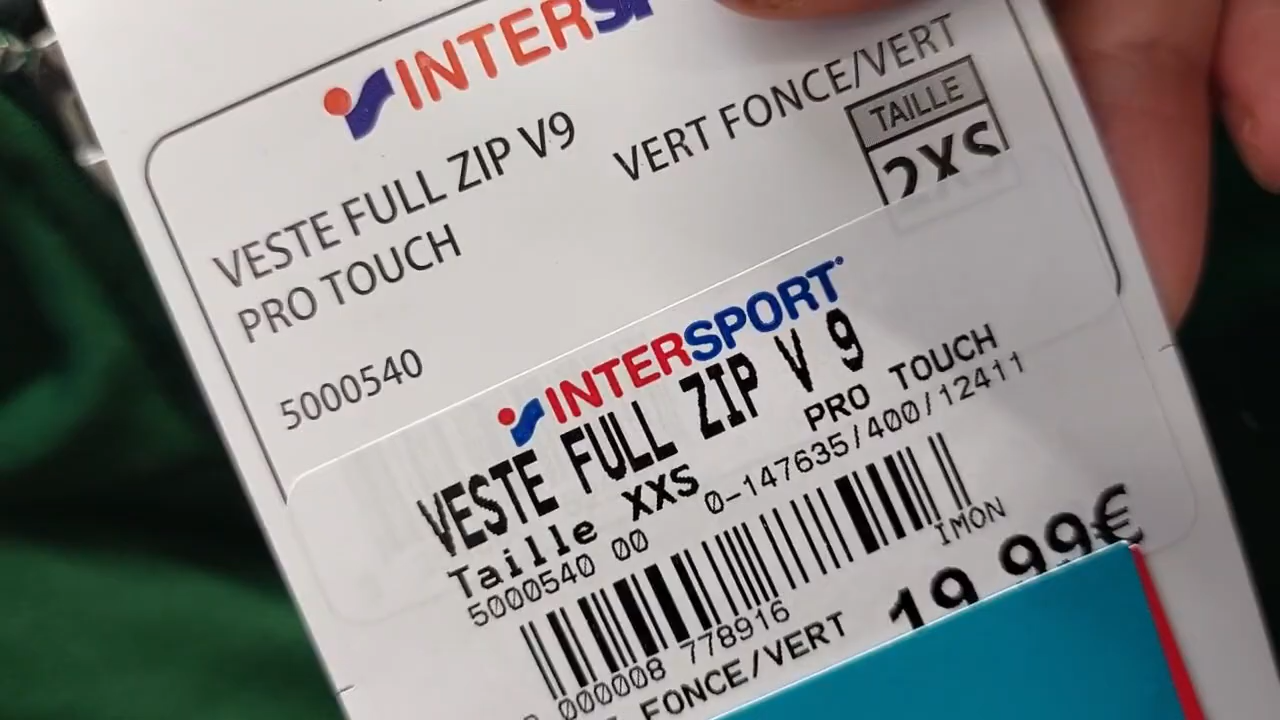 INTERS
VESTE FULL ZIP V9
PRO TOUCH
VERT FONCE/VERT
TAILLE
2XS
5000540
INTERSPORT
VESTE FULL ZIP V 9
Taille XXS
PRO TOUCH
5000540 00
0-147635/400/12411
IMON
000008 778916
19,99€
FONCE/VERT